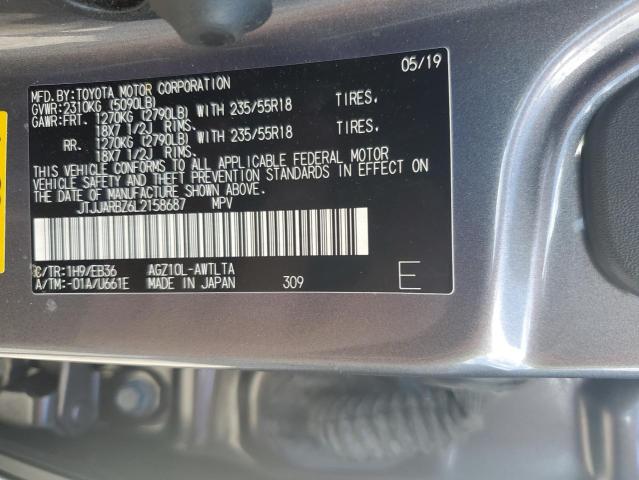 MFD.BY:TOYOTA MOTOR CORPORATION 05/19
GVWR:2310KG (5090LB)
GAWR:FRT. 1270KG (2790LB) WITH 235/55R18 TIRES.
18X7 1/2J RIMS.
RR. 1270KG (2790LB) WITH 235/55R18 TIRES.
18X7 1/2J RIMS.
THIS VEHICLE CONFORMS TO ALL APPLICABLE FEDERAL MOTOR
VEHICLE SAFETY AND THEFT PREVENTION STANDARDS IN EFFECT ON
THE DATE OF MANUFACTURE SHOWN ABOVE.
JTJJARBZ6L2158687 MPV
C/TR:1H9/EB36 AGZ10L-AWTLTA
A/TM:-01A/U661E MADE IN JAPAN 309 E